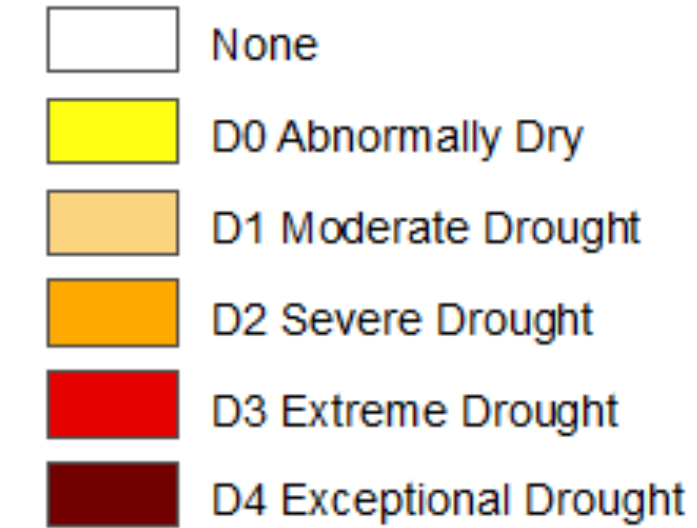 None
D0 Abnormally Dry
D1 Moderate Drought
D2 Severe Drought
D3 Extreme Drought
D4 Exceptional Drought